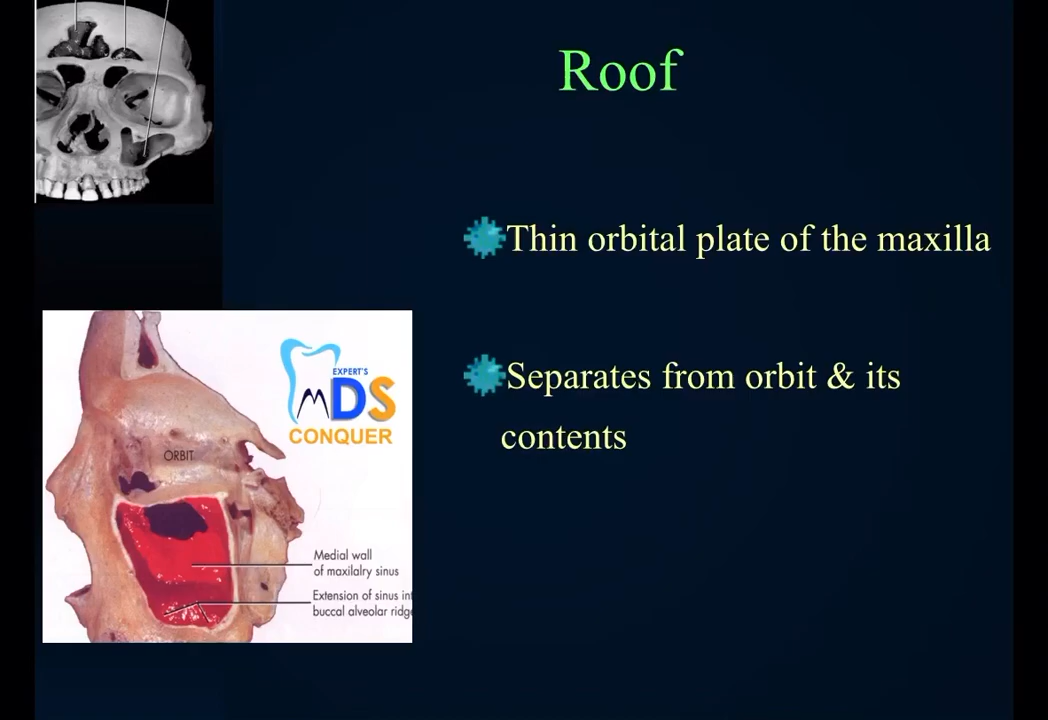 Roof
Thin orbital plate of the maxilla
Separates from orbit & its
contents
EXPERT'S
MDS
CONQUER
ORBIT
Medial wall
of maxilalry sinus
Extension of sinus in
buccal alveolar ridge